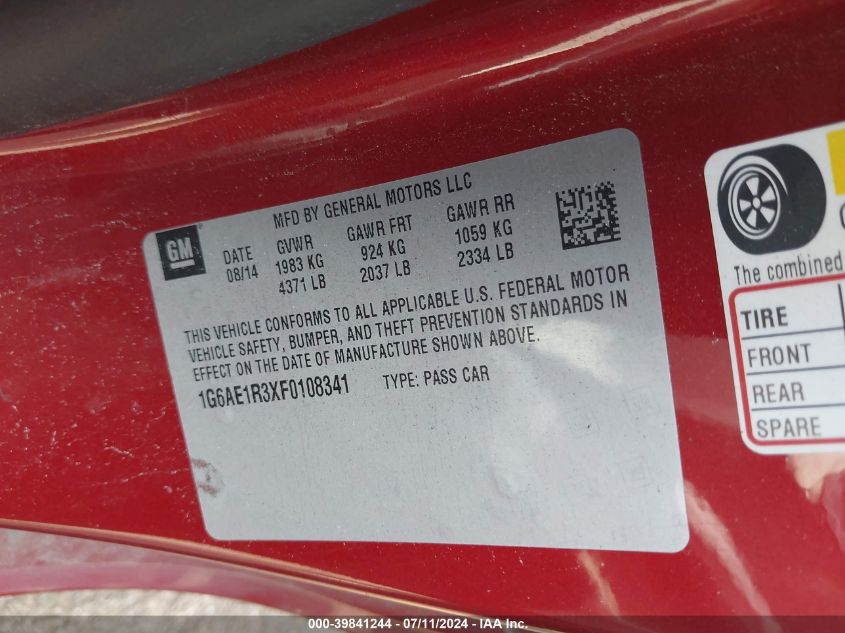 GM
MFD BY GENERAL MOTORS LLC
DATE GVWR GAWR FRT GAWR RR
08/14 1983 KG 924 KG 1059 KG
4371 LB 2037 LB 2334 LB
THIS VEHICLE CONFORMS TO ALL APPLICABLE U.S. FEDERAL MOTOR
VEHICLE SAFETY, BUMPER, AND THEFT PREVENTION STANDARDS IN
EFFECT ON THE DATE OF MANUFACTURE SHOWN ABOVE.
1G6AE1R3XF0108341 TYPE: PASS CAR
The combined
TIRE
FRONT
REAR
SPARE
000-39841244 - 07/11/2024 - IAA Inc.